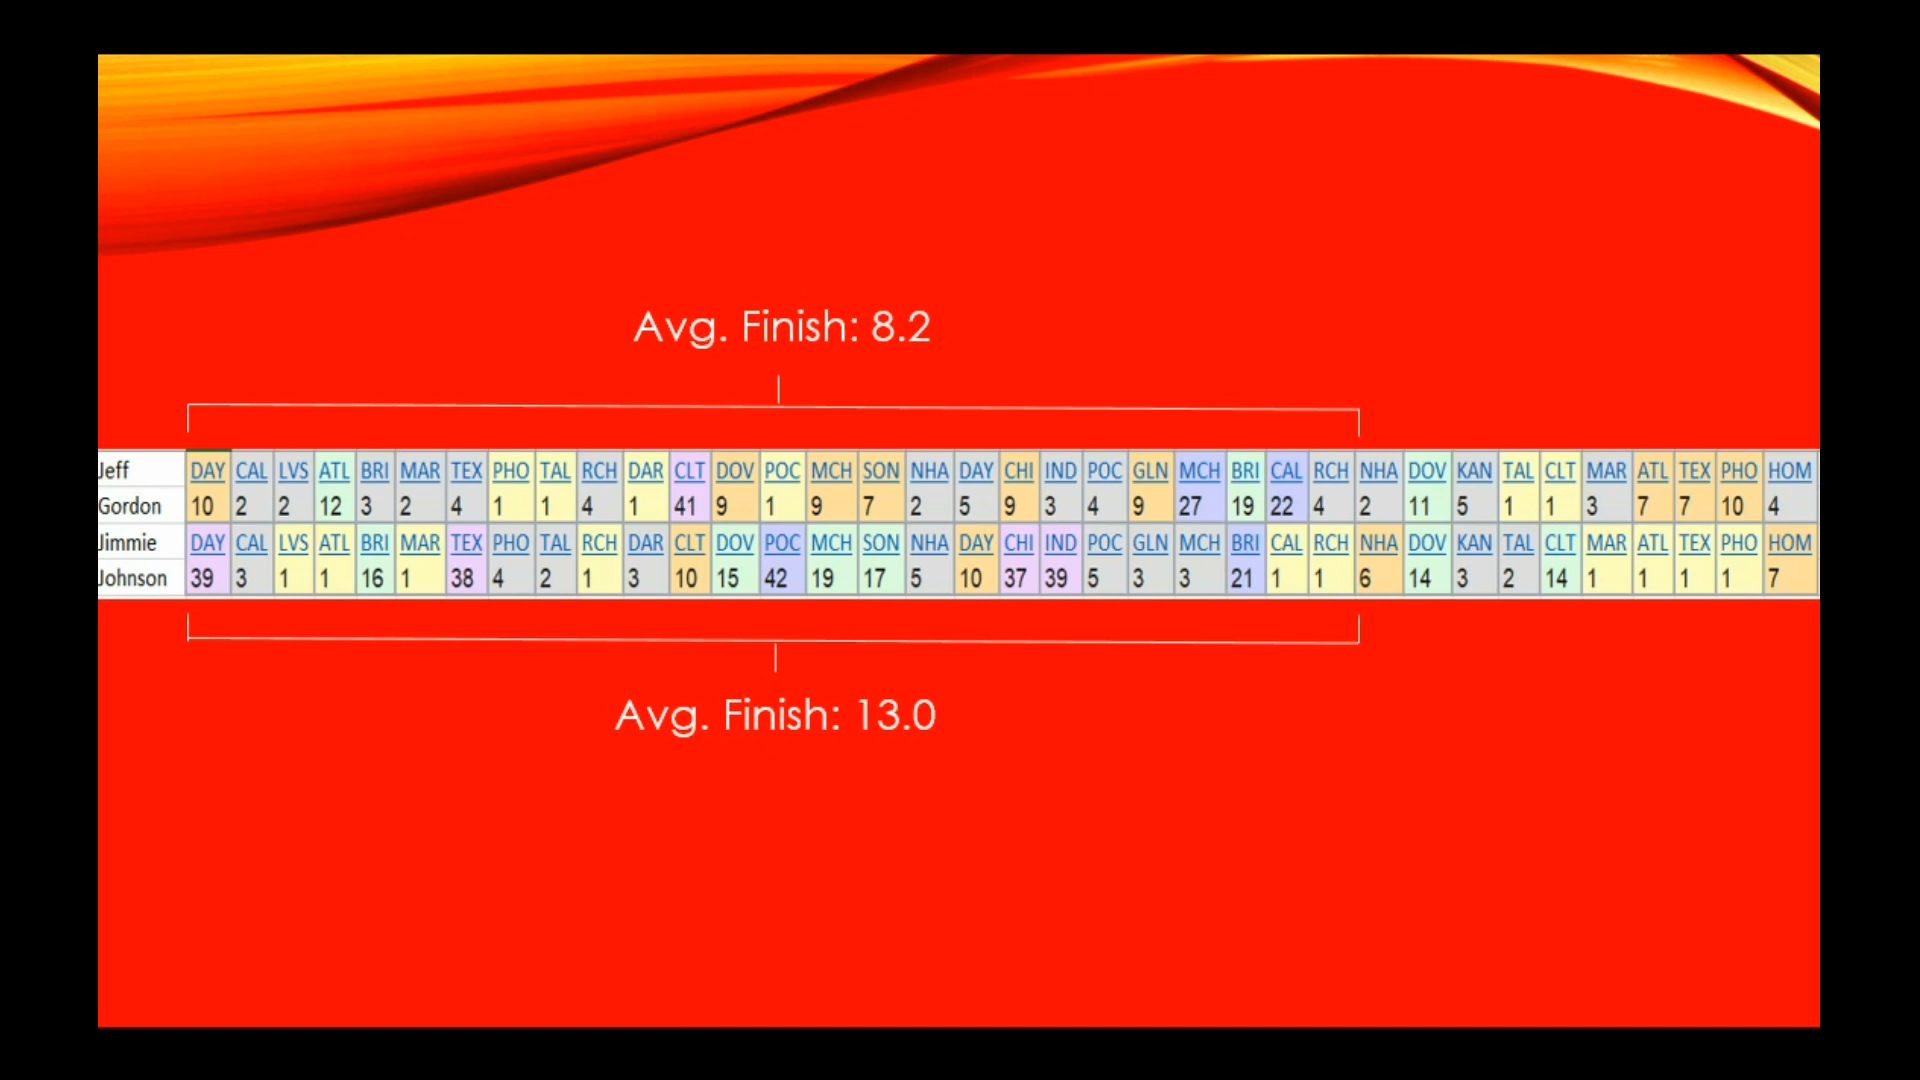 Avg. Finish: 8.2
Jeff DAY CAL LVS ATL BRI MAR TEX PHO TAL RCH DAR CLT DOV POC MCH SON NHA DAY CHI IND POC GLN MCH BRI CAL RCH NHA DOV KAN TAL CLT MAR ATL TEX PHO HOM
Gordon 10 2 2 12 3 2 4 1 1 4 1 41 9 1 9 7 2 5 9 3 4 9 27 19 22 4 2 11 5 1 1 3 7 7 10 4
Jimmie DAY CAL LVS ATL BRI MAR TEX PHO TAL RCH DAR CLT DOV POC MCH SON NHA DAY CHI IND POC GLN MCH BRI CAL RCH NHA DOV KAN TAL CLT MAR ATL TEX PHO HOM
Johnson 39 3 1 1 16 1 38 4 2 1 3 10 15 42 19 17 5 10 37 39 5 3 3 21 1 1 6 14 3 2 14 1 1 1 1 7
Avg. Finish: 13.0